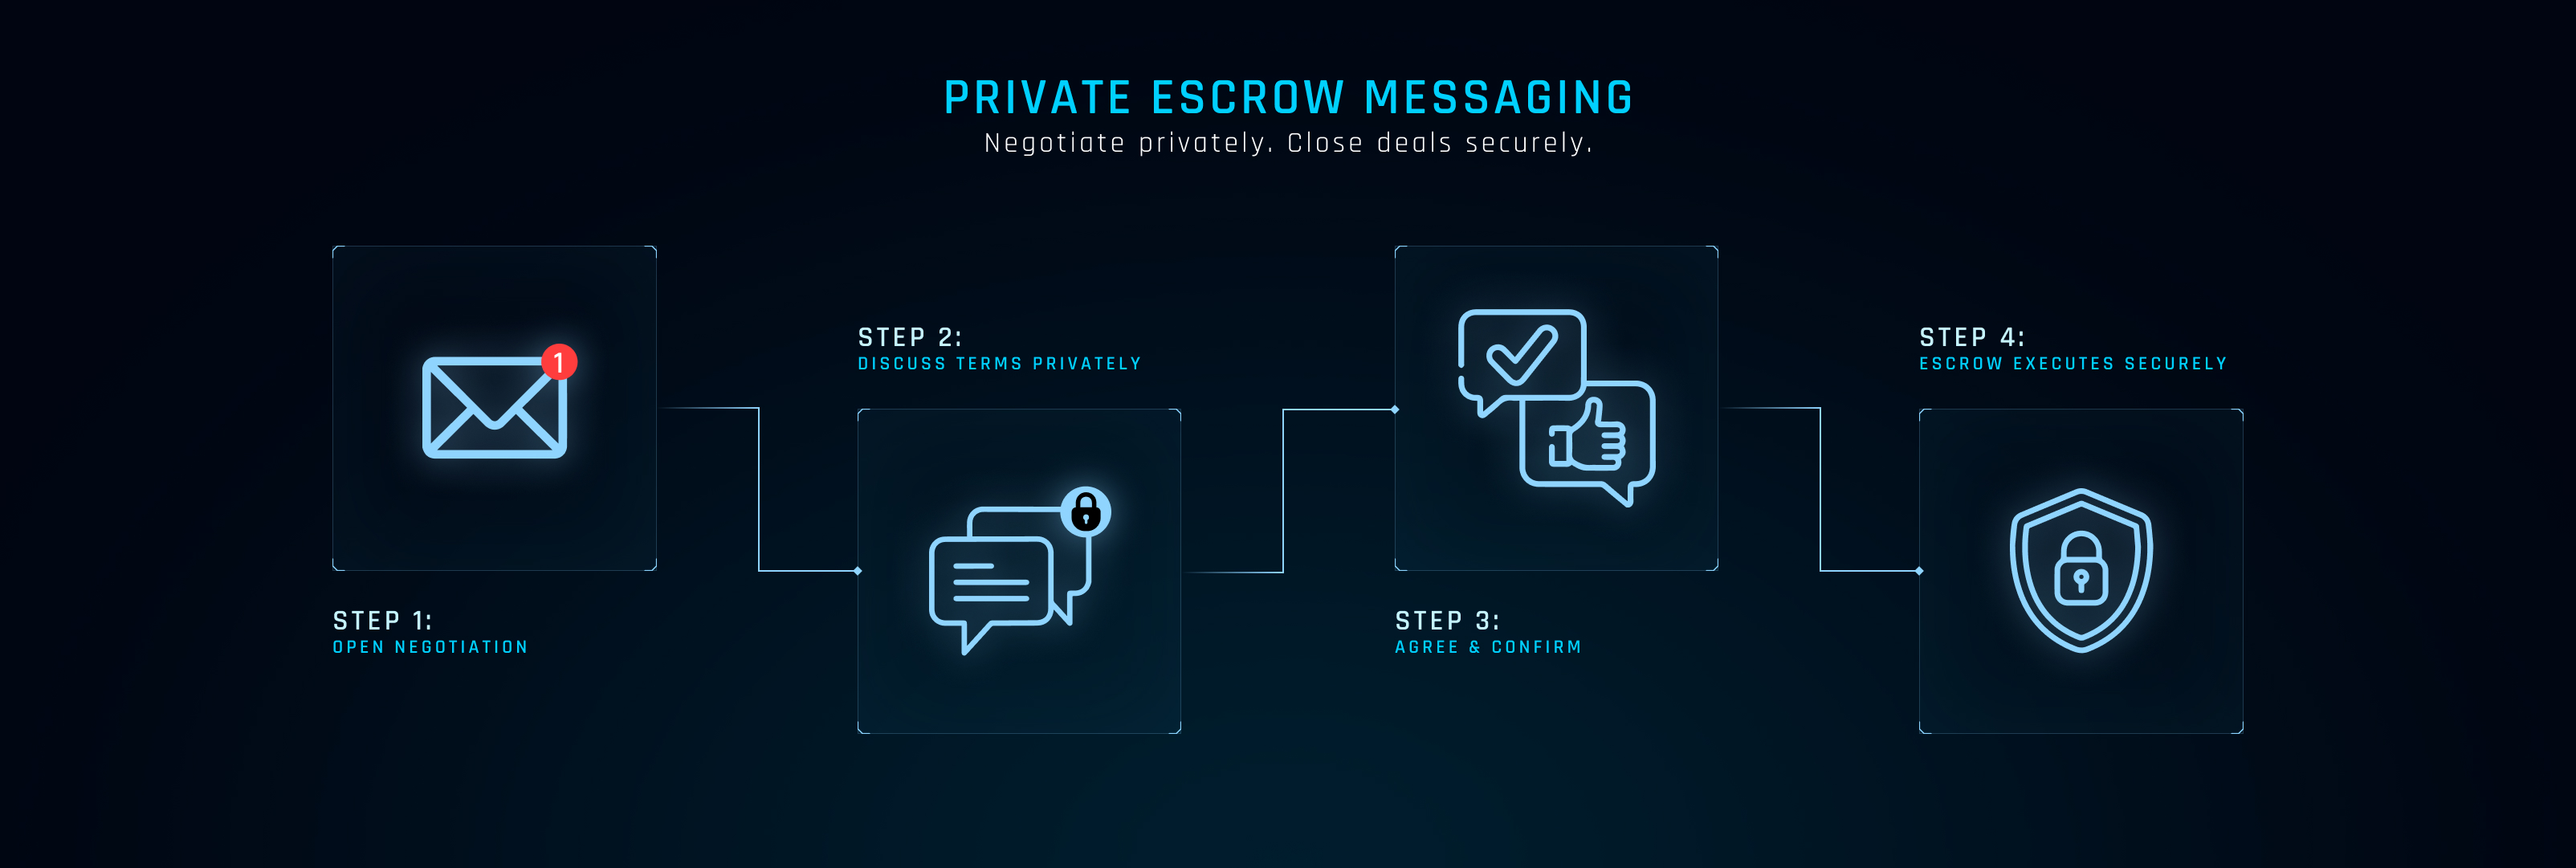 PRIVATE ESCROW MESSAGING
Negotiate privately. Close deals securely.
1
STEP 1:
OPEN NEGOTIATION
STEP 2:
DISCUSS TERMS PRIVATELY
STEP 3:
AGREE & CONFIRM
STEP 4:
ESCROW EXECUTES SECURELY